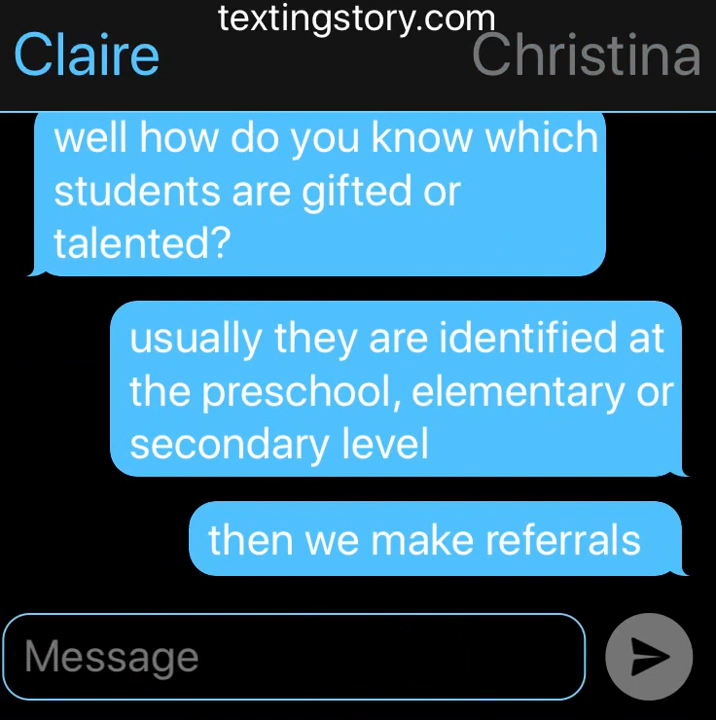 textingstory.com
Claire
Christina
well how do you know which
students are gifted or
talented?
usually they are identified at
the preschool, elementary or
secondary level
then we make referrals
Message